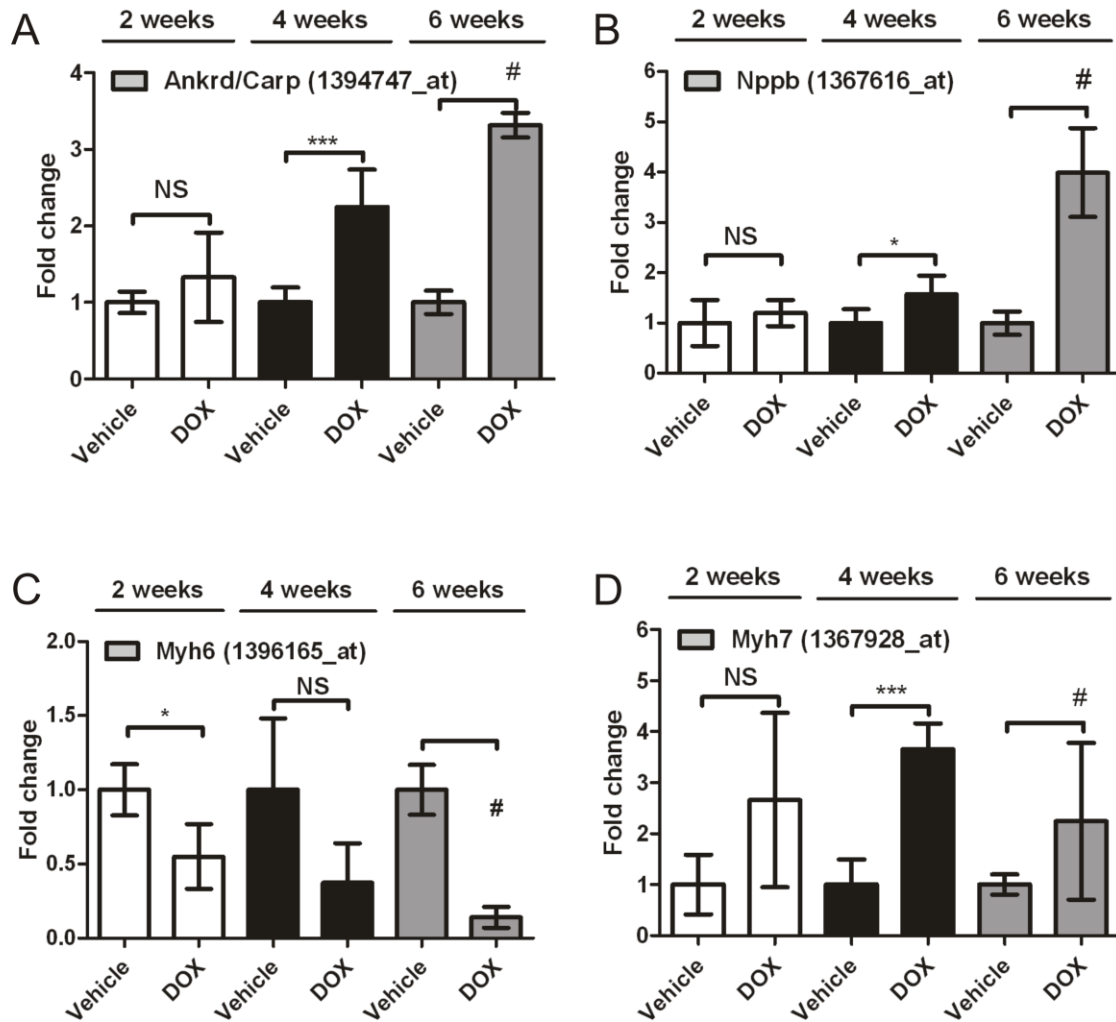 A
2 weeks 4 weeks 6 weeks
Ankrd/Carp (1394747_at)
Fold change
4
3
2
1
0
NS
***
#
Vehicle DOX Vehicle DOX Vehicle DOX
B
2 weeks 4 weeks 6 weeks
Nppb (1367616_at)
Fold change
6
5
4
3
2
1
0
NS
*
#
Vehicle DOX Vehicle DOX Vehicle DOX
C
2 weeks 4 weeks 6 weeks
Myh6 (1396165_at)
Fold change
2.0
1.5
1.0
0.5
0.0
*
NS
#
Vehicle DOX Vehicle DOX Vehicle DOX
D
2 weeks 4 weeks 6 weeks
Myh7 (1367928_at)
Fold change
6
5
4
3
2
1
0
NS
***
#
Vehicle DOX Vehicle DOX Vehicle DOX